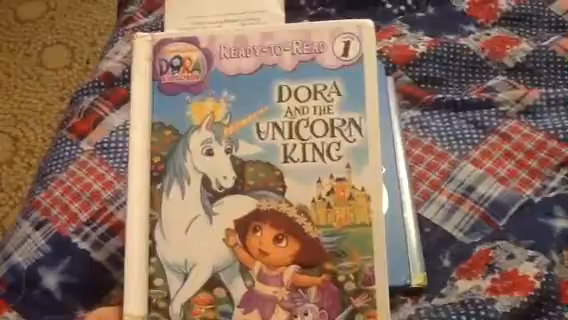 READY-TO-READ
1
DORA
DORA
AND THE
UNICORN
KING